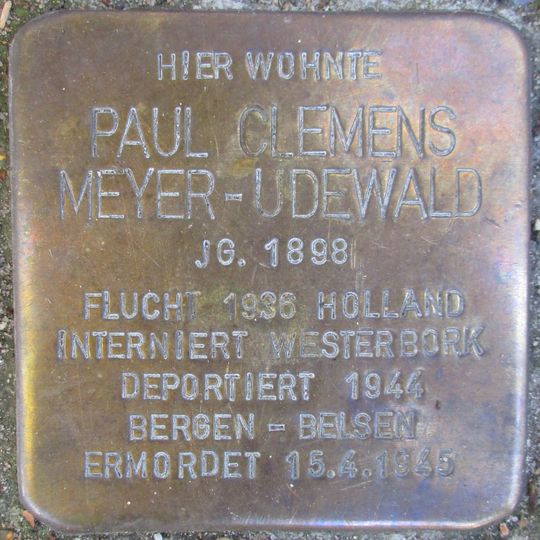 HIER WOHNTE
PAUL CLEMENS
MEYER-UDEWALD
JG. 1898
FLUCHT 1936 HOLLAND
INTERNIERT WESTERBORK
DEPORTIERT 1944
BERGEN-BELSEN
ERMORDET 15.4.1945